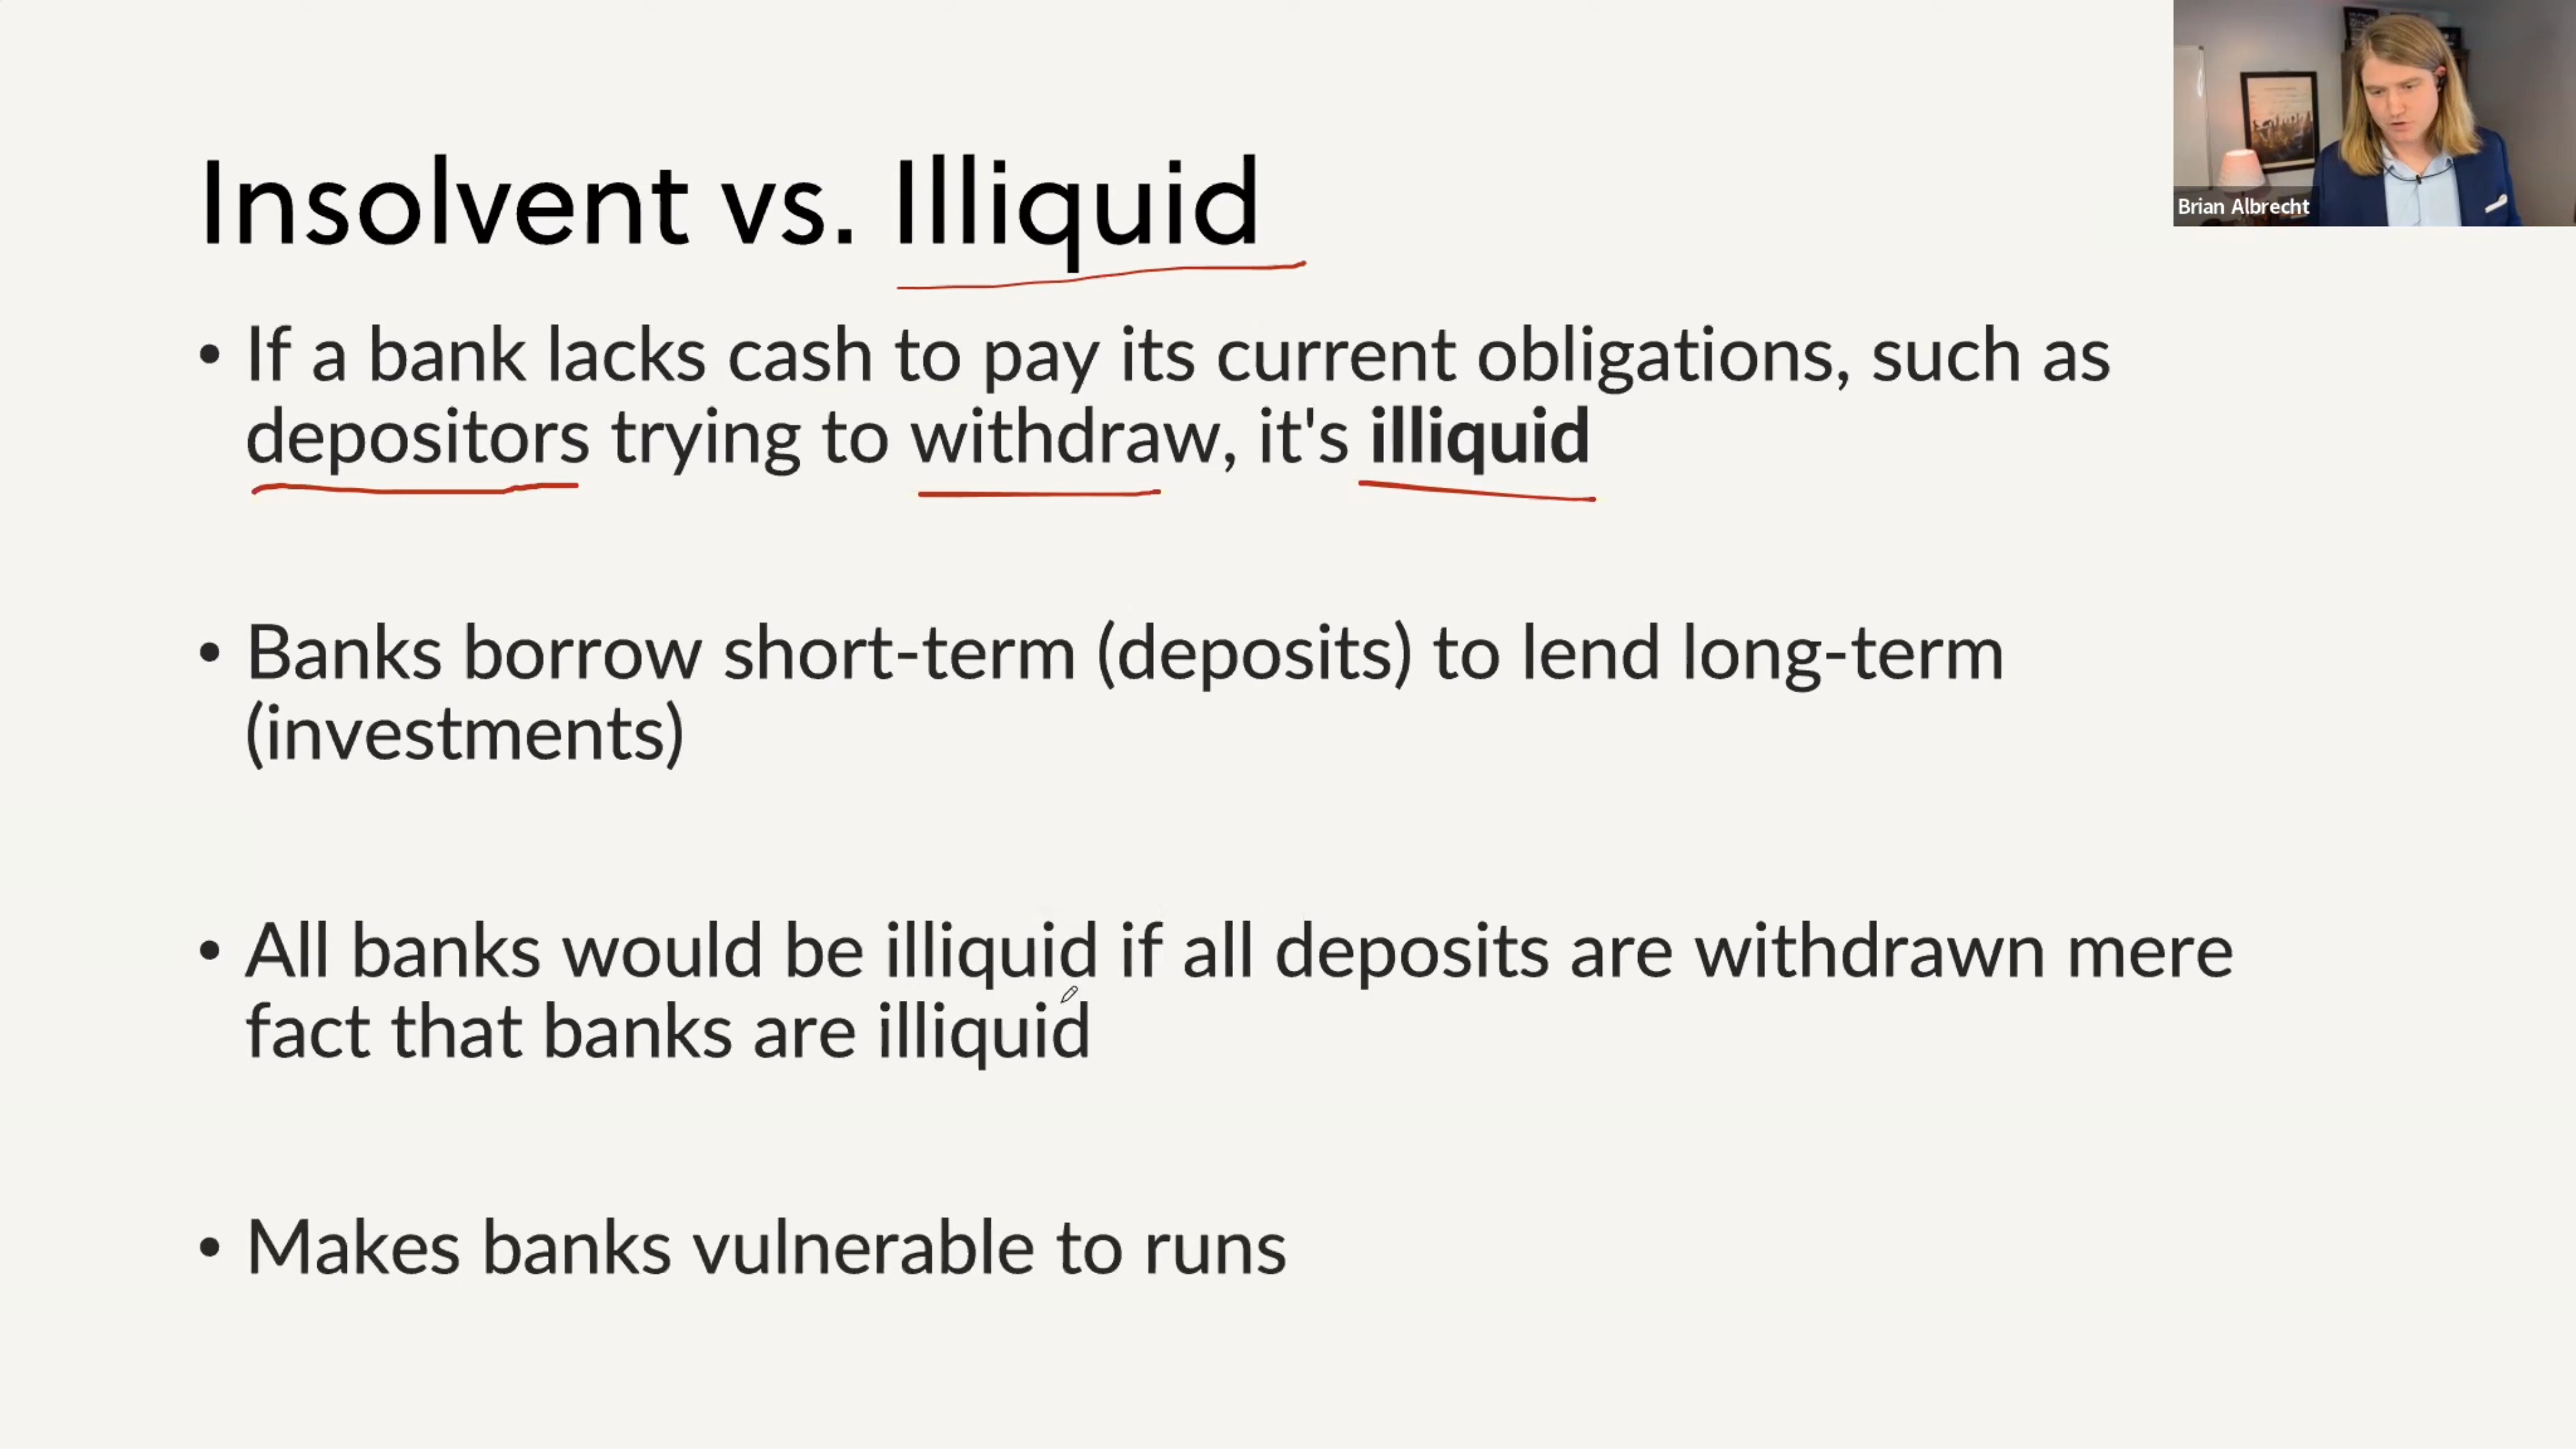 Insolvent vs. Illiquid
• If a bank lacks cash to pay its current obligations, such as
depositors trying to withdraw, it's illiquid
• Banks borrow short-term (deposits) to lend long-term
(investments)
• All banks would be illiquid if all deposits are withdrawn mere
fact that banks are illiquid
• Makes banks vulnerable to runs
Brian Albrecht